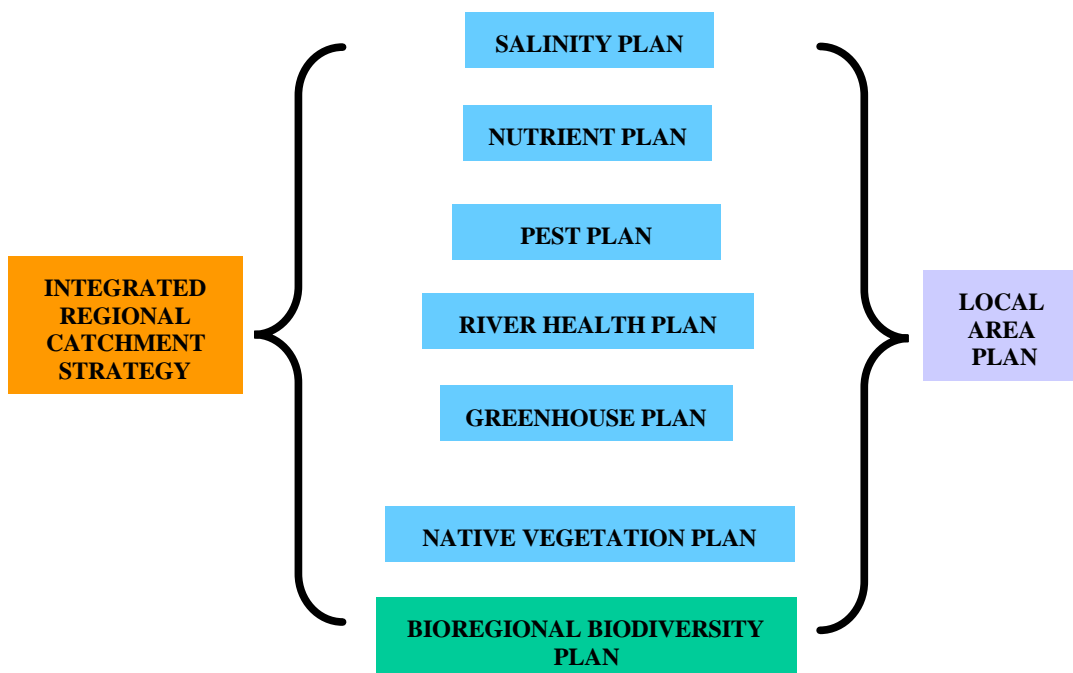 INTEGRATED
REGIONAL
CATCHMENT
STRATEGY
SALINITY PLAN
NUTRIENT PLAN
PEST PLAN
RIVER HEALTH PLAN
GREENHOUSE PLAN
NATIVE VEGETATION PLAN
BIOREGIONAL BIODIVERSITY
PLAN
LOCAL
AREA
PLAN